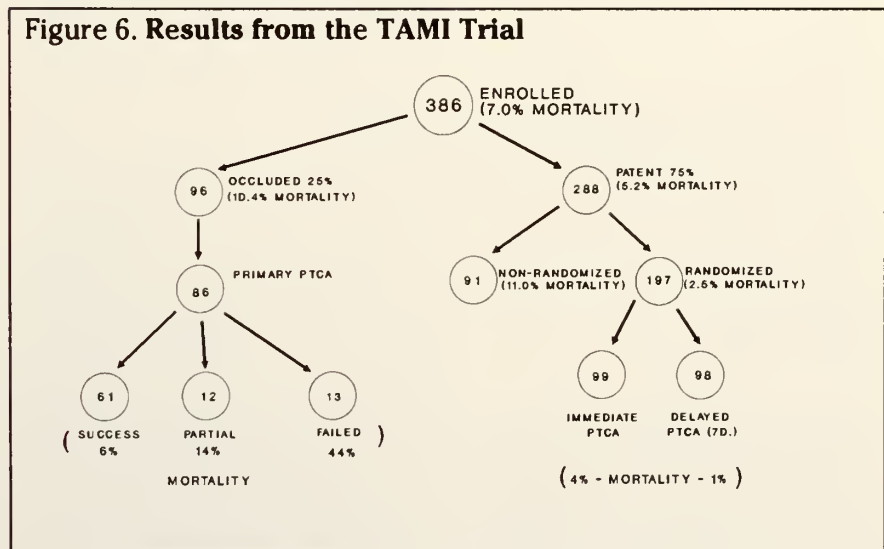 Figure 6. Results from the TAMI Trial
386
ENROLLED
(7.0% MORTALITY)
96
OCCLUDED 25%
(1D.4% MORTALITY)
288
PATENT 75%
(5.2% MORTALITY)
86
PRIMARY PTCA
91
NON-RANDOMIZED
(11.0% MORTALITY)
197
RANDOMIZED
(2.5% MORTALITY)
61
12
13
( SUCCESS
6%
PARTIAL
14%
FAILED )
44%
MORTALITY
99
98
IMMEDIATE
PTCA
DELAYED
PTCA (7D.)
(4% - MORTALITY - 1% )